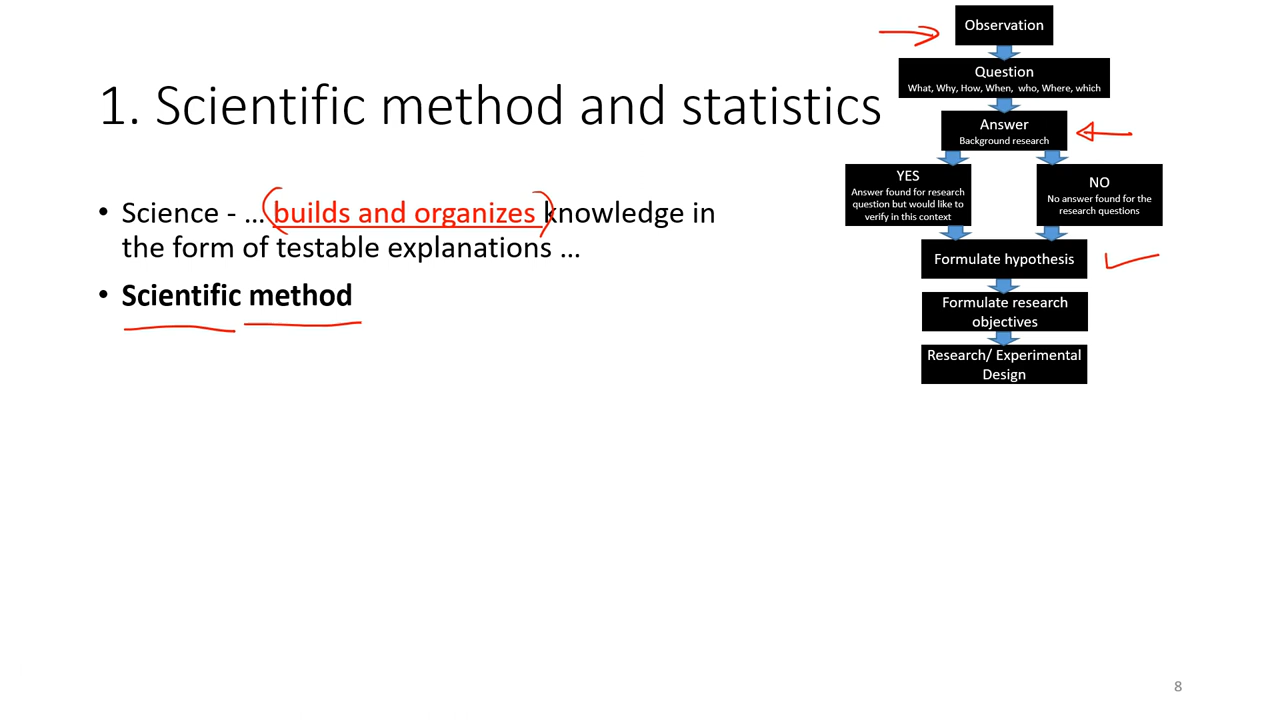 1. Scientific method and statistics
• Science - … builds and organizes knowledge in
the form of testable explanations …
• Scientific method
Observation
Question
What, Why, How, When, who, Where, which
Answer
Background research
YES
Answer found for research
question but would like to
verify in this context
NO
No answer found for the
research questions
Formulate hypothesis
Formulate research
objectives
Research/ Experimental
Design
8